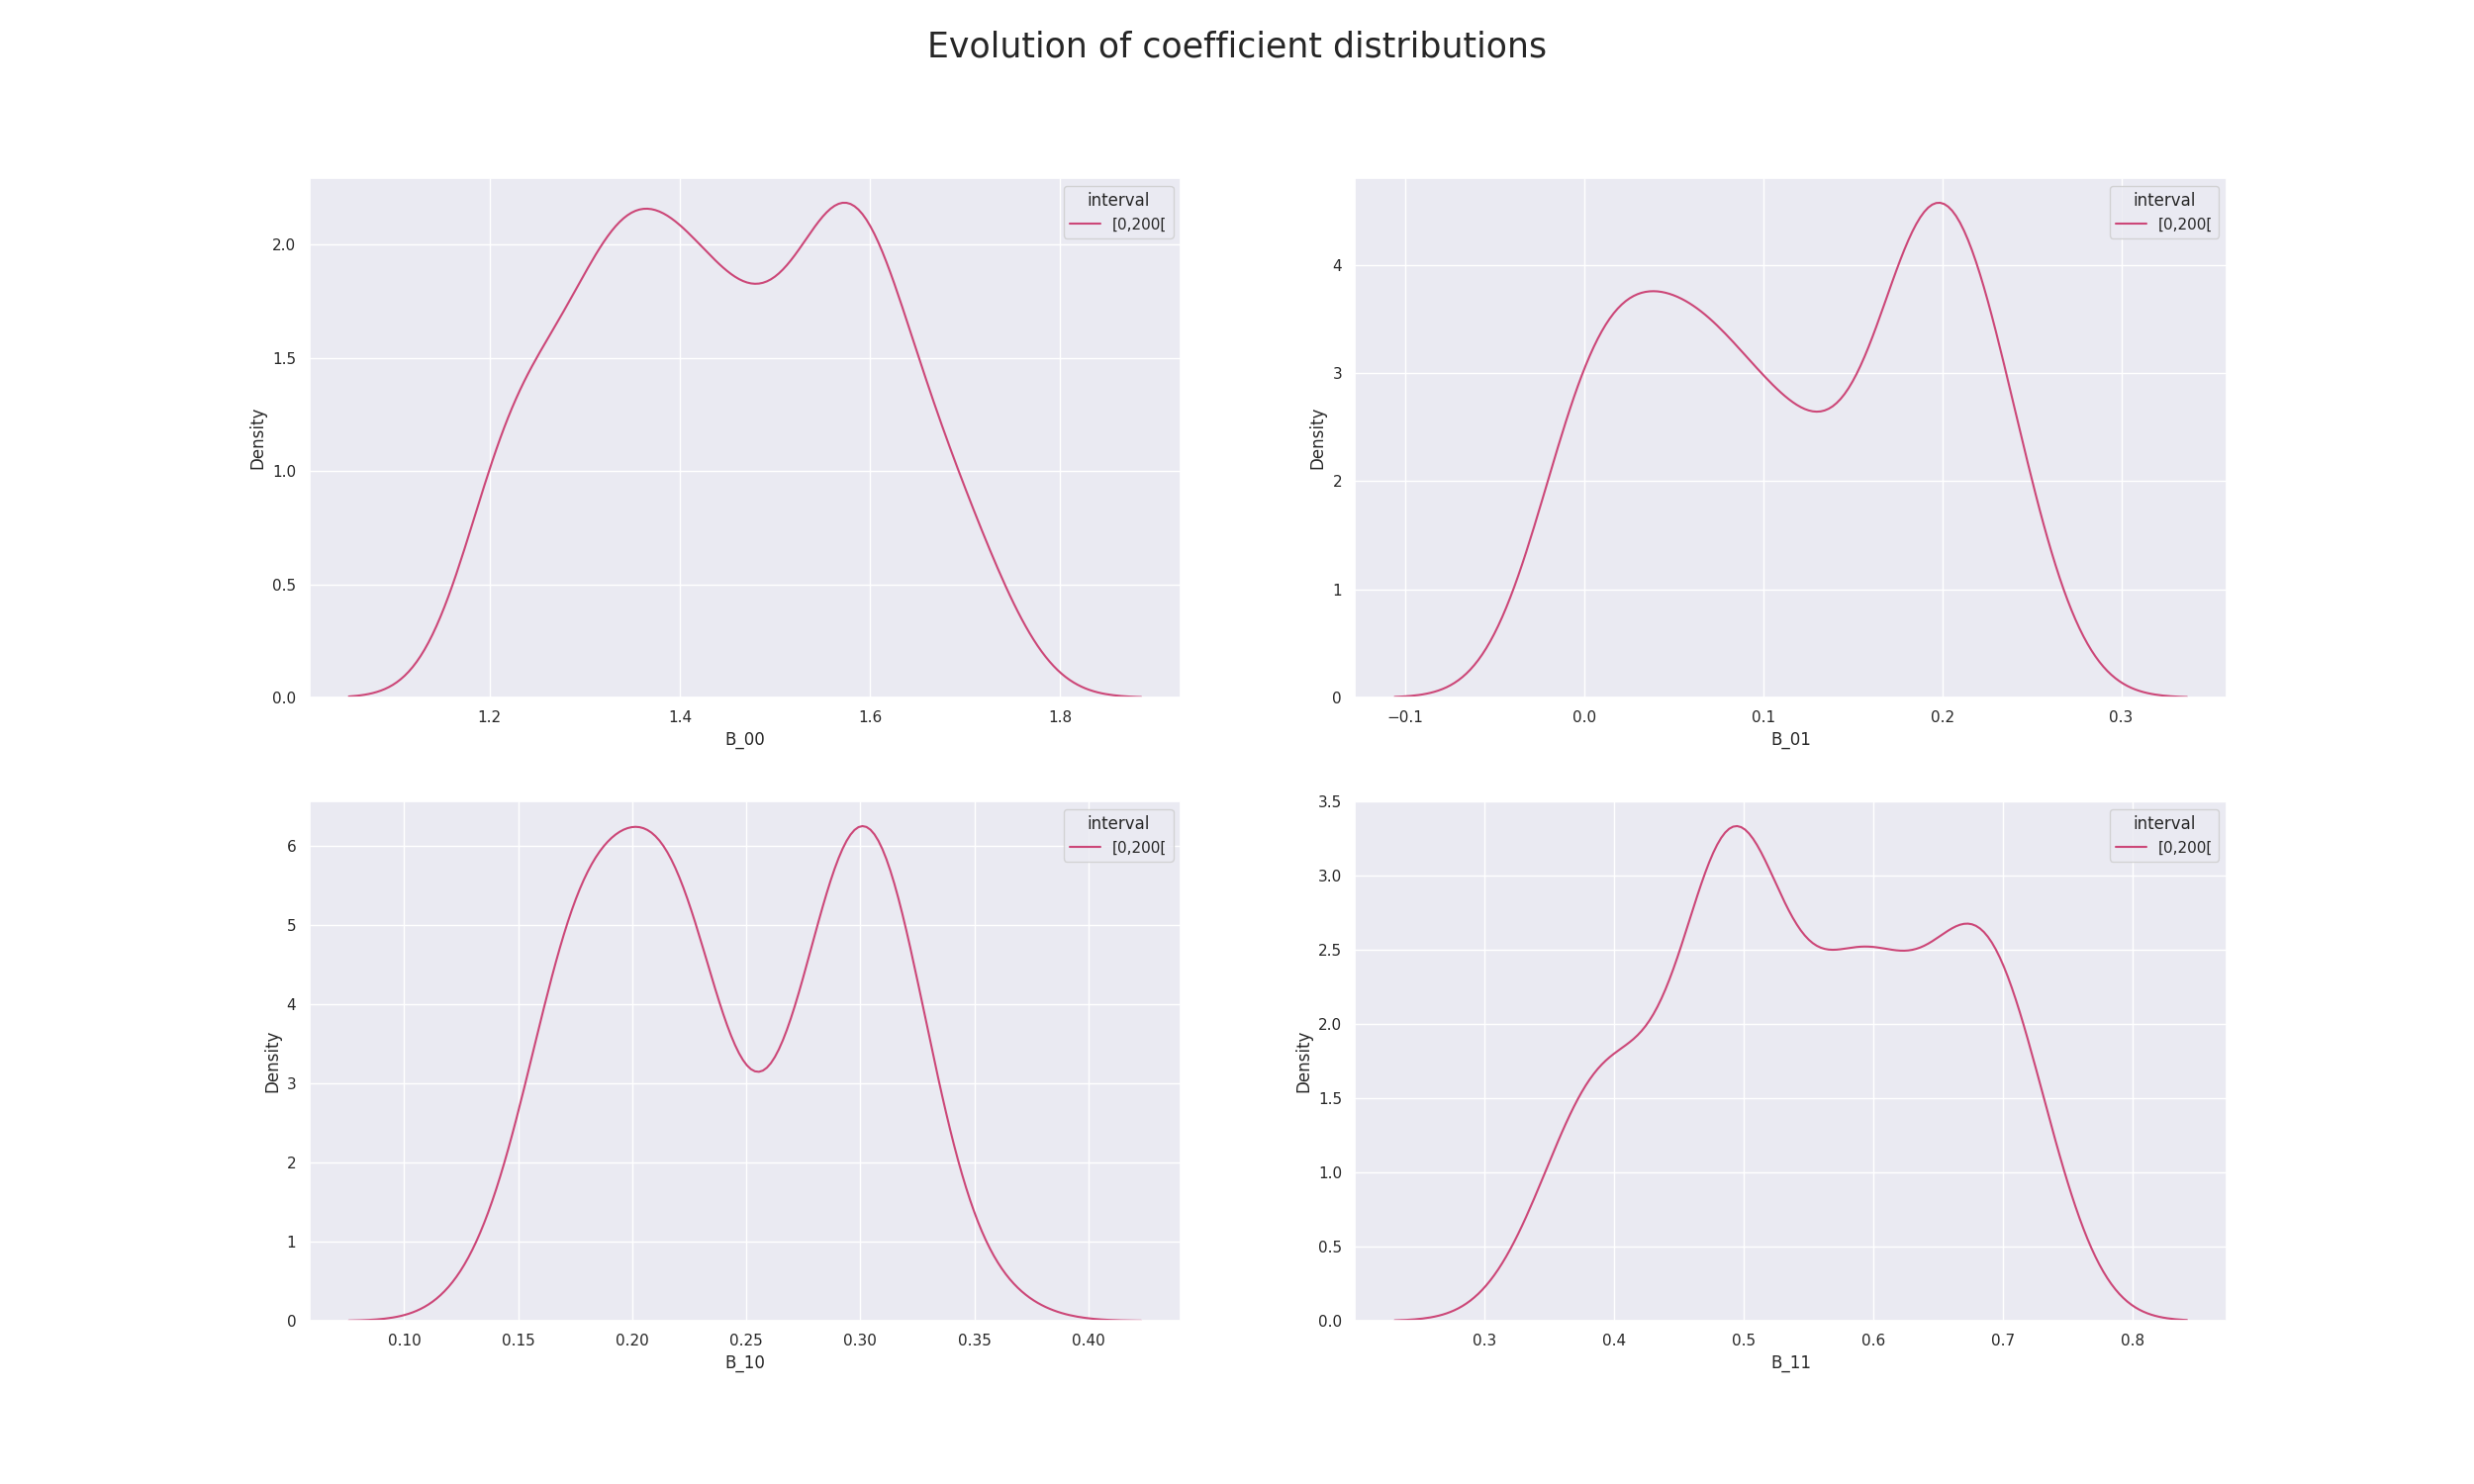 Evolution of coefficient distributions
interval
[0,200[
Density
2.0
1.5
1.0
0.5
0.0
1.2 1.4 1.6 1.8
B_00
interval
[0,200[
Density
4
3
2
1
0
−0.1 0.0 0.1 0.2 0.3
B_01
interval
[0,200[
Density
6
5
4
3
2
1
0
0.10 0.15 0.20 0.25 0.30 0.35 0.40
B_10
interval
[0,200[
Density
3.5
3.0
2.5
2.0
1.5
1.0
0.5
0.0
0.3 0.4 0.5 0.6 0.7 0.8
B_11